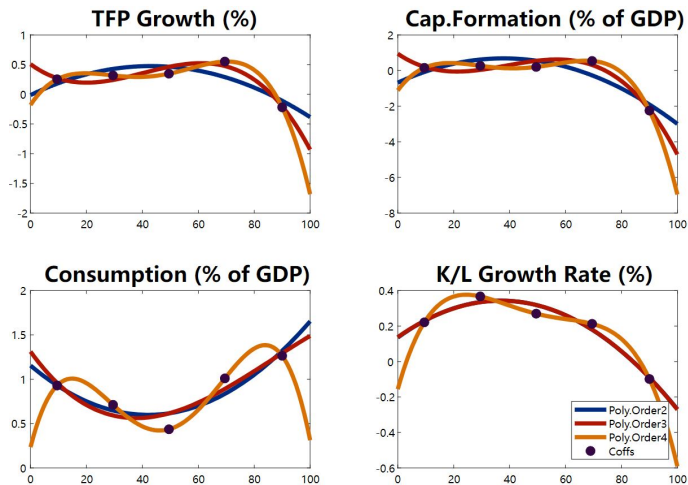 TFP Growth (%)
1
0.5
0
-0.5
-1
-1.5
-2
0 20 40 60 80 100
Cap.Formation (% of GDP)
2
0
-2
-4
-6
-8
0 20 40 60 80 100
Consumption (% of GDP)
2
1.5
1
0.5
0
0 20 40 60 80 100
K/L Growth Rate (%)
0.4
0.2
0
-0.2
-0.4
-0.6
0 20 40 60 80 100
Poly.Order2
Poly.Order3
Poly.Order4
Coffs